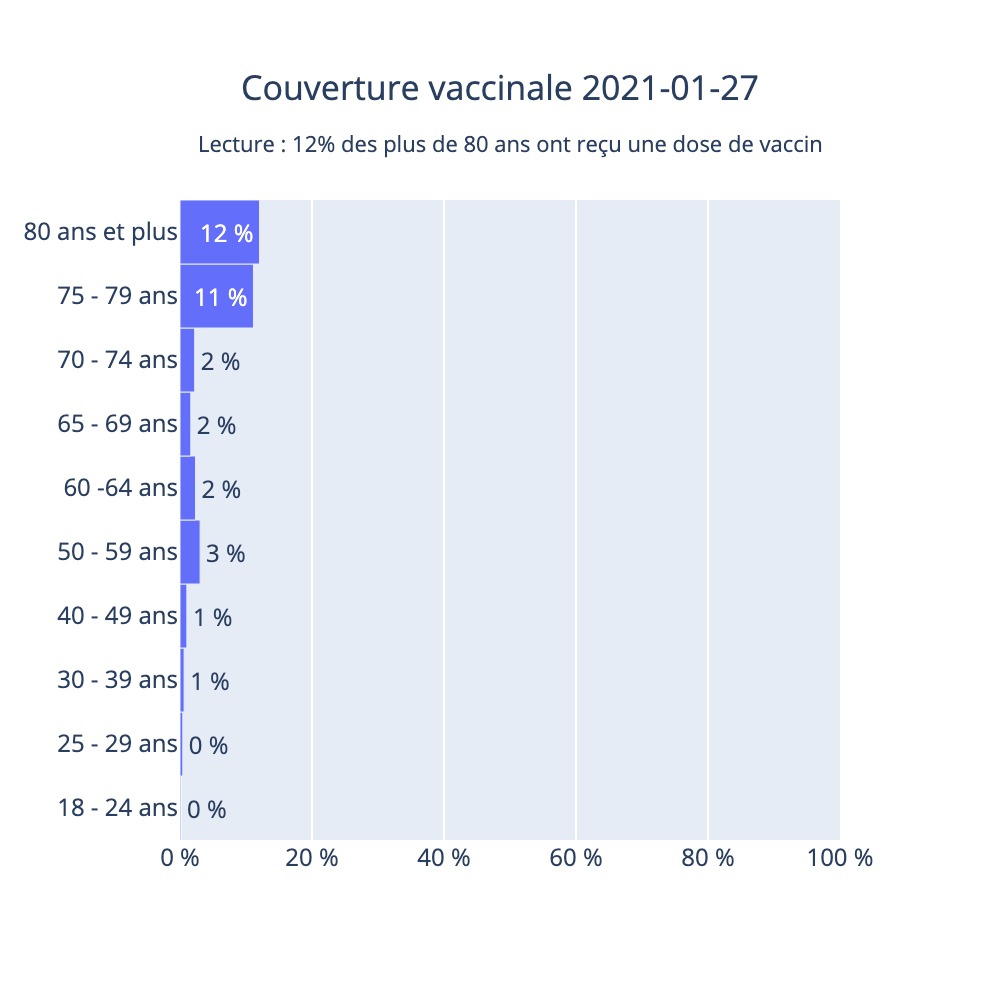 Couverture vaccinale 2021-01-27
Lecture : 12% des plus de 80 ans ont reçu une dose de vaccin
80 ans et plus 12 %
75 - 79 ans 11 %
70 - 74 ans 2 %
65 - 69 ans 2 %
60 -64 ans 2 %
50 - 59 ans 3 %
40 - 49 ans 1 %
30 - 39 ans 1 %
25 - 29 ans 0 %
18 - 24 ans 0 %
0 % 20 % 40 % 60 % 80 % 100 %